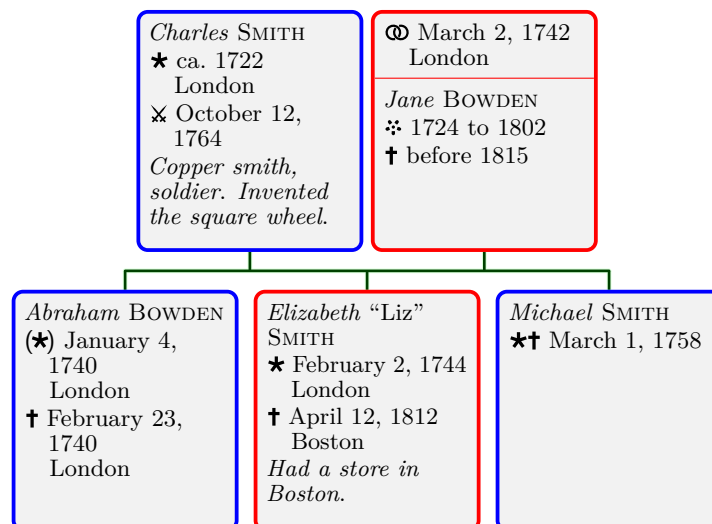 Charles SMITH
* ca. 1722
London
⚔ October 12,
1764
Copper smith,
soldier. Invented
the square wheel.
⚭ March 2, 1742
London
Jane BOWDEN
⁘ 1724 to 1802
† before 1815
Abraham BOWDEN
(*) January 4,
1740
London
† February 23,
1740
London
Elizabeth “Liz”
SMITH
* February 2, 1744
London
† April 12, 1812
Boston
Had a store in
Boston.
Michael SMITH
*† March 1, 1758